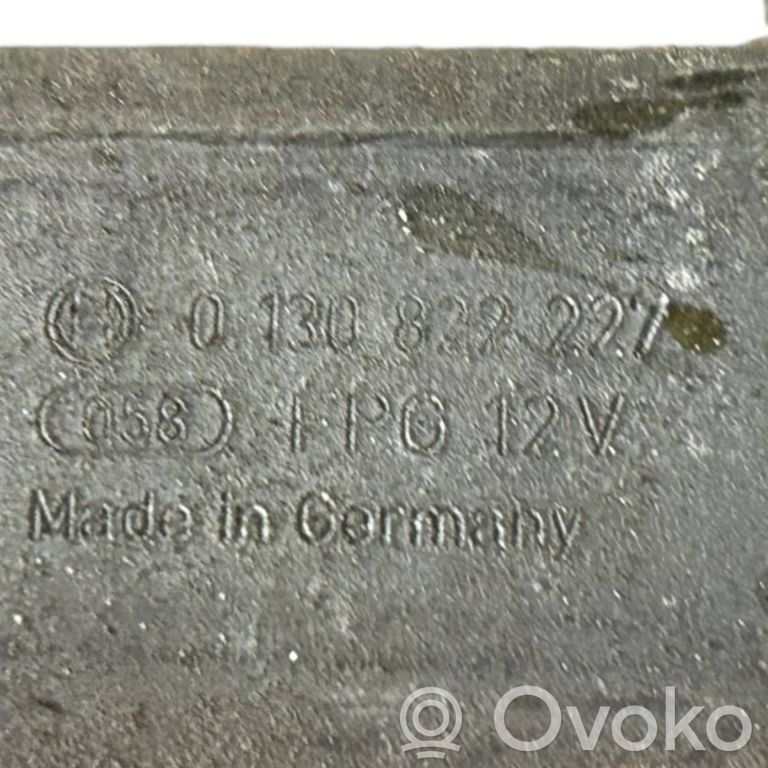 0 130 822 227
058 FPG 12V
Made in Germany
Ovoko